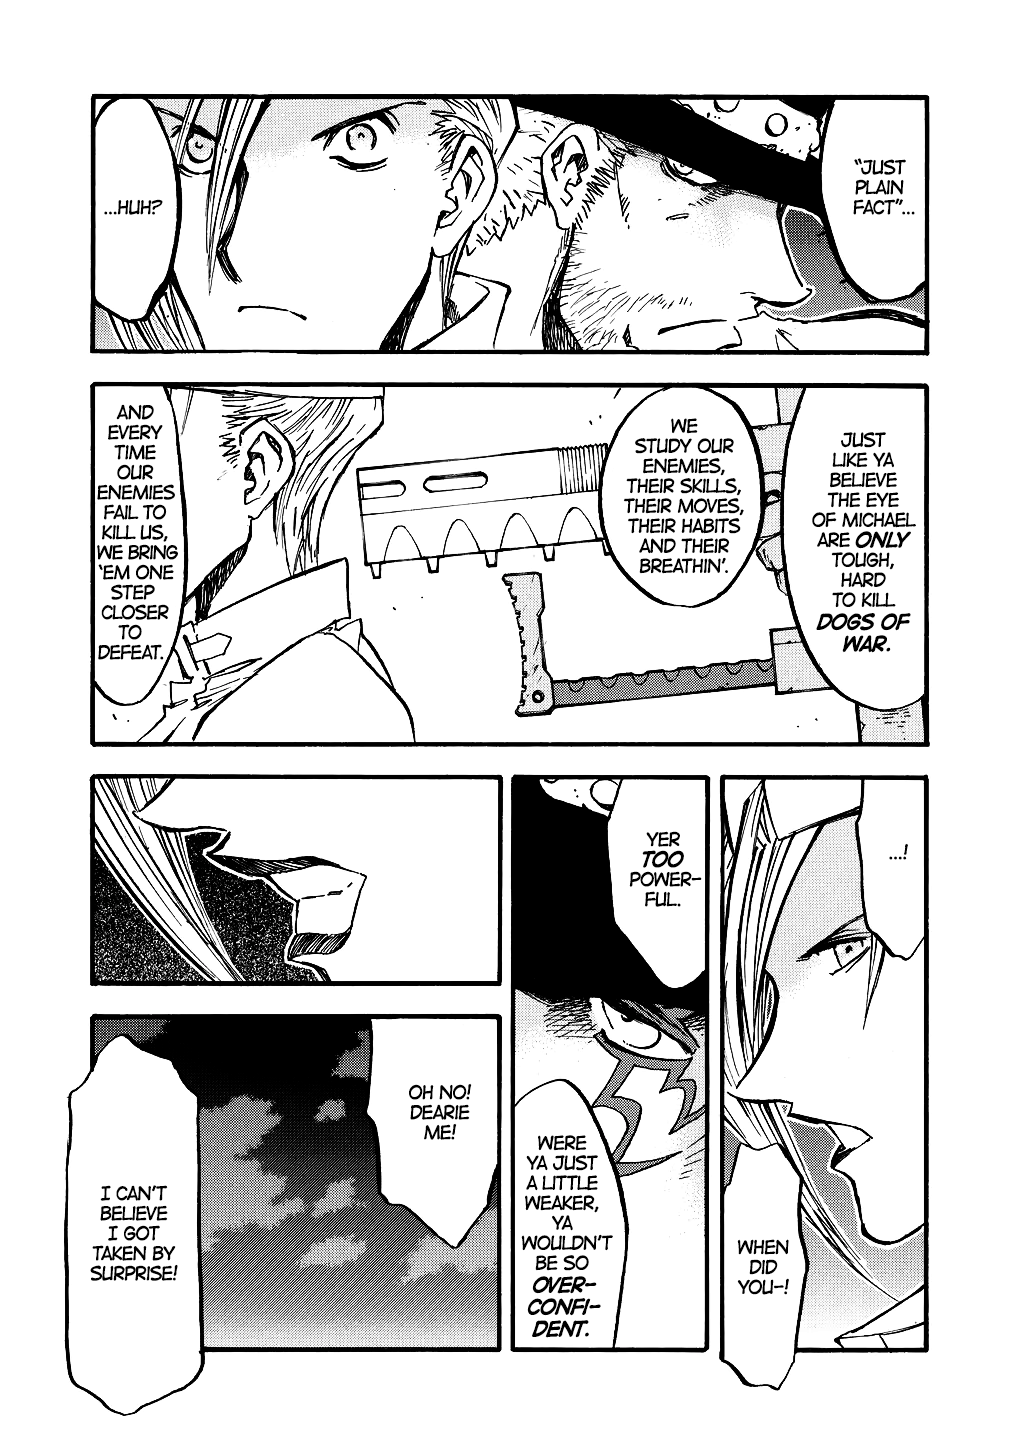 "JUST
PLAIN
FACT"...
...HUH?
JUST
LIKE YA
BELIEVE
THE EYE
OF MICHAEL
ARE ONLY
TOUGH,
HARD
TO KILL
DOGS OF
WAR.
WE
STUDY OUR
ENEMIES,
THEIR SKILLS,
THEIR MOVES,
THEIR HABITS
AND THEIR
BREATHIN'.
AND
EVERY
TIME
OUR
ENEMIES
FAIL TO
KILL US,
WE BRING
'EM ONE
STEP
CLOSER
TO
DEFEAT.
...!
WHEN
DID
YOU-!
YER
TOO
POWER-
FUL.
WERE
YA JUST
A LITTLE
WEAKER,
YA
WOULDN'T
BE SO
OVER-
CONFI-
DENT.
OH NO!
DEARIE
ME!
I CAN'T
BELIEVE
I GOT
TAKEN BY
SURPRISE!